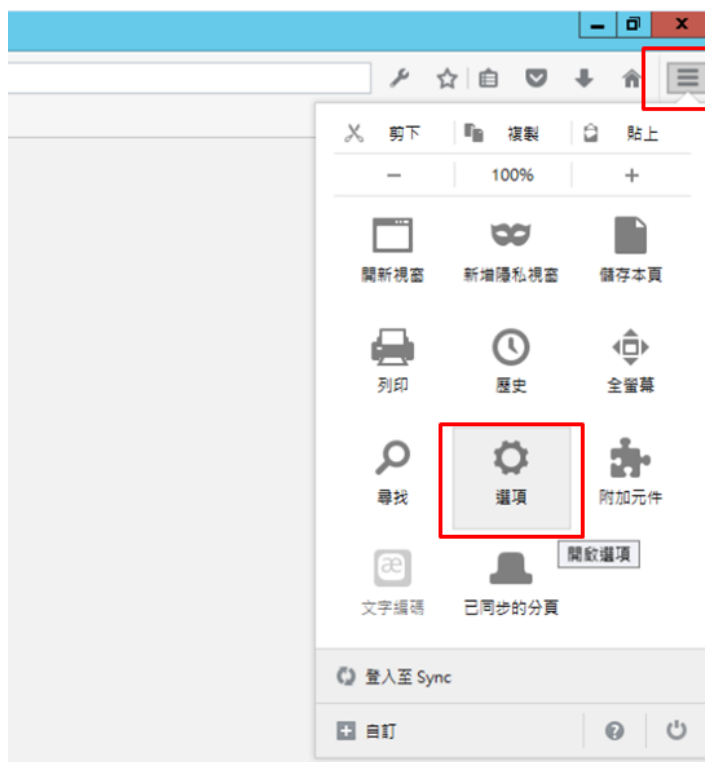 剪下 複製 貼上
− 100% +
開新視窗 新增隱私視窗 儲存本頁
列印 歷史 全螢幕
尋找 選項 附加元件
開啟選項
æ
文字編碼 已同步的分頁
登入至 Sync
自訂 ?